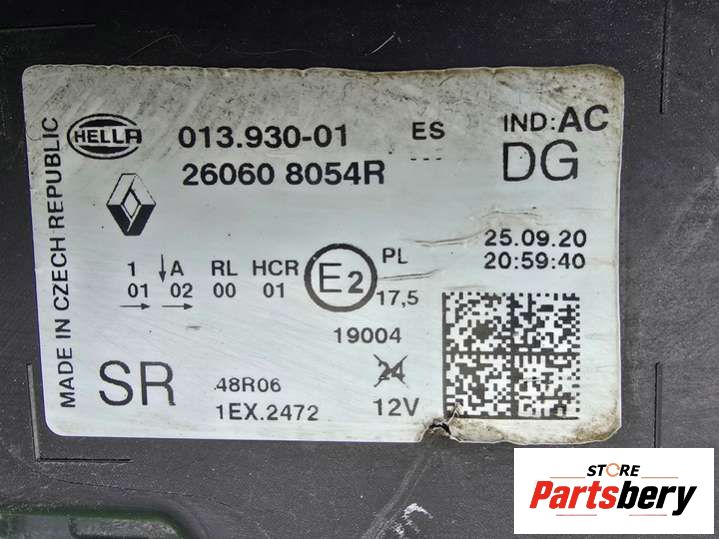 MADE IN CZECH REPUBLIC
HELLA
013.930-01
ES
IND:AC
26060 8054R
---
DG
25.09.20
20:59:40
1 ↓A RL HCR E2 PL
01 02 00 01 17,5
→ →
19004
24
SR
48R06
1EX.2472
12V
STORE
Partsbery